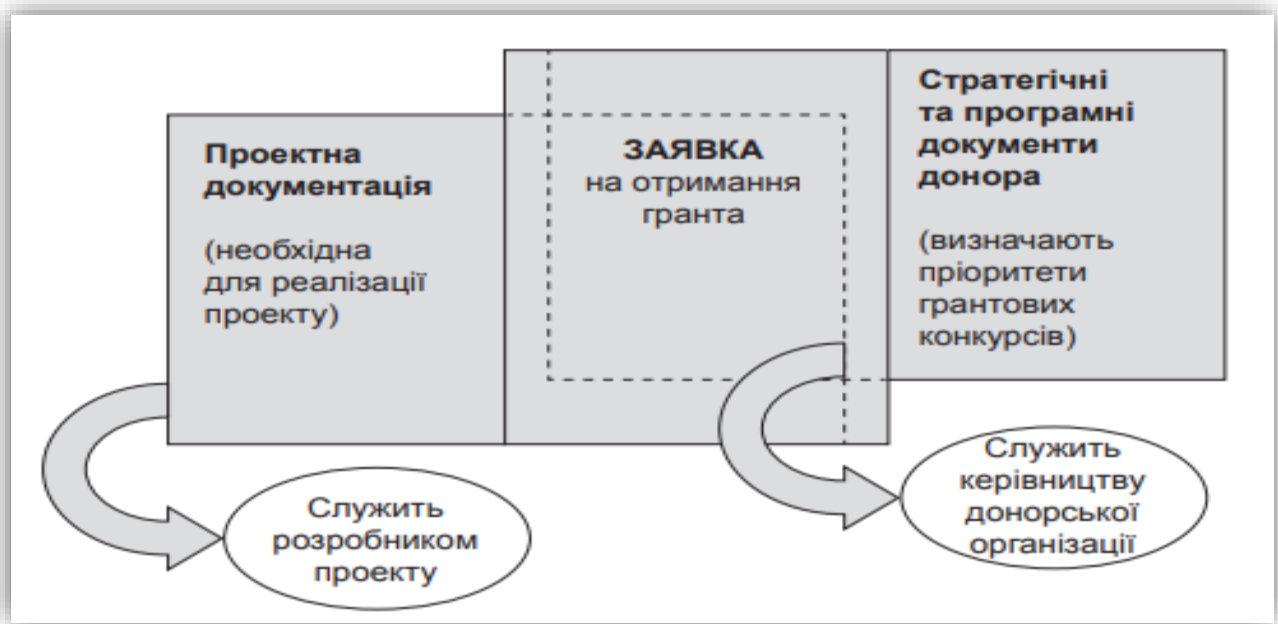 Проектна
документація
(необхідна
для реалізації
проекту)
ЗАЯВКА
на отримання
гранта
Стратегічні
та програмні
документи
донора
(визначають
пріоритети
грантових
конкурсів)
Служить
розробником
проекту
Служить
керівництву
донорської
організації